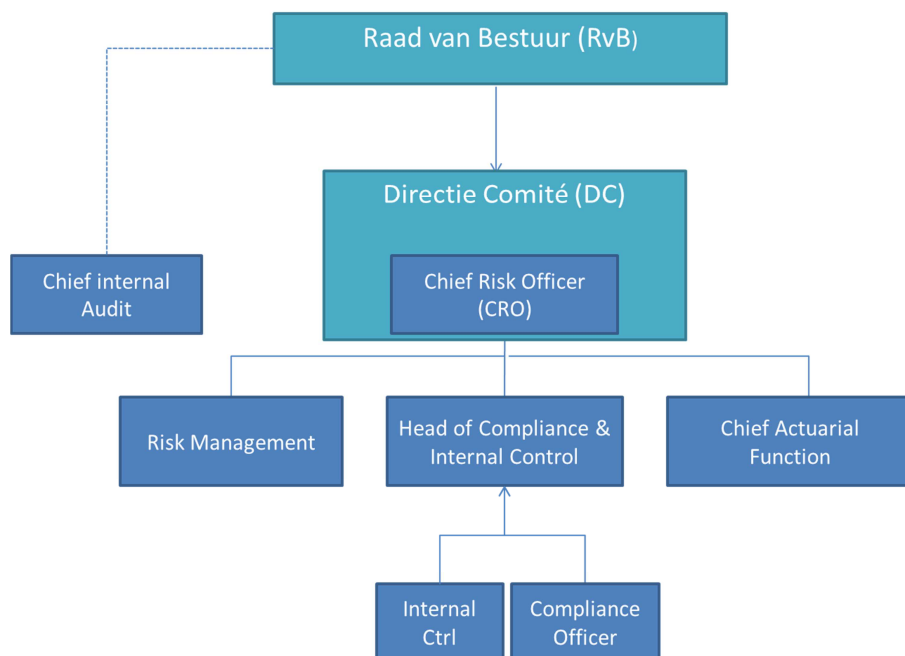 Raad van Bestuur (RvB)
Directie Comité (DC)
Chief internal
Audit
Chief Risk Officer
(CRO)
Risk Management
Head of Compliance &
Internal Control
Chief Actuarial
Function
Internal
Ctrl
Compliance
Officer